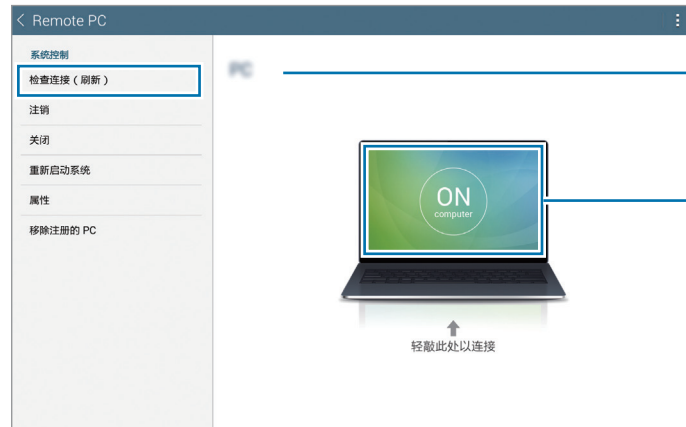 Remote PC
系统控制
检查连接（刷新）
注销
关闭
重新启动系统
属性
移除注册的 PC
PC
ON
computer
轻敲此处以连接